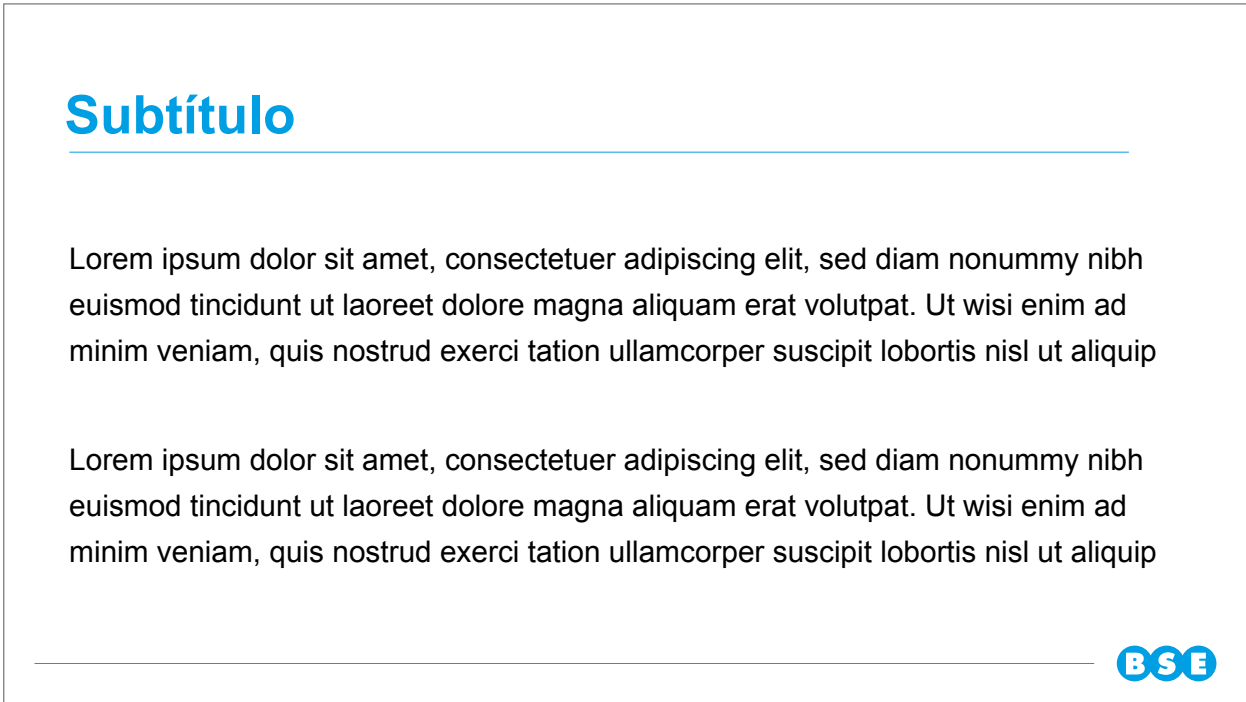 Subtítulo
Lorem ipsum dolor sit amet, consectetuer adipiscing elit, sed diam nonummy nibh
euismod tincidunt ut laoreet dolore magna aliquam erat volutpat. Ut wisi enim ad
minim veniam, quis nostrud exerci tation ullamcorper suscipit lobortis nisl ut aliquip
Lorem ipsum dolor sit amet, consectetuer adipiscing elit, sed diam nonummy nibh
euismod tincidunt ut laoreet dolore magna aliquam erat volutpat. Ut wisi enim ad
minim veniam, quis nostrud exerci tation ullamcorper suscipit lobortis nisl ut aliquip
BSE